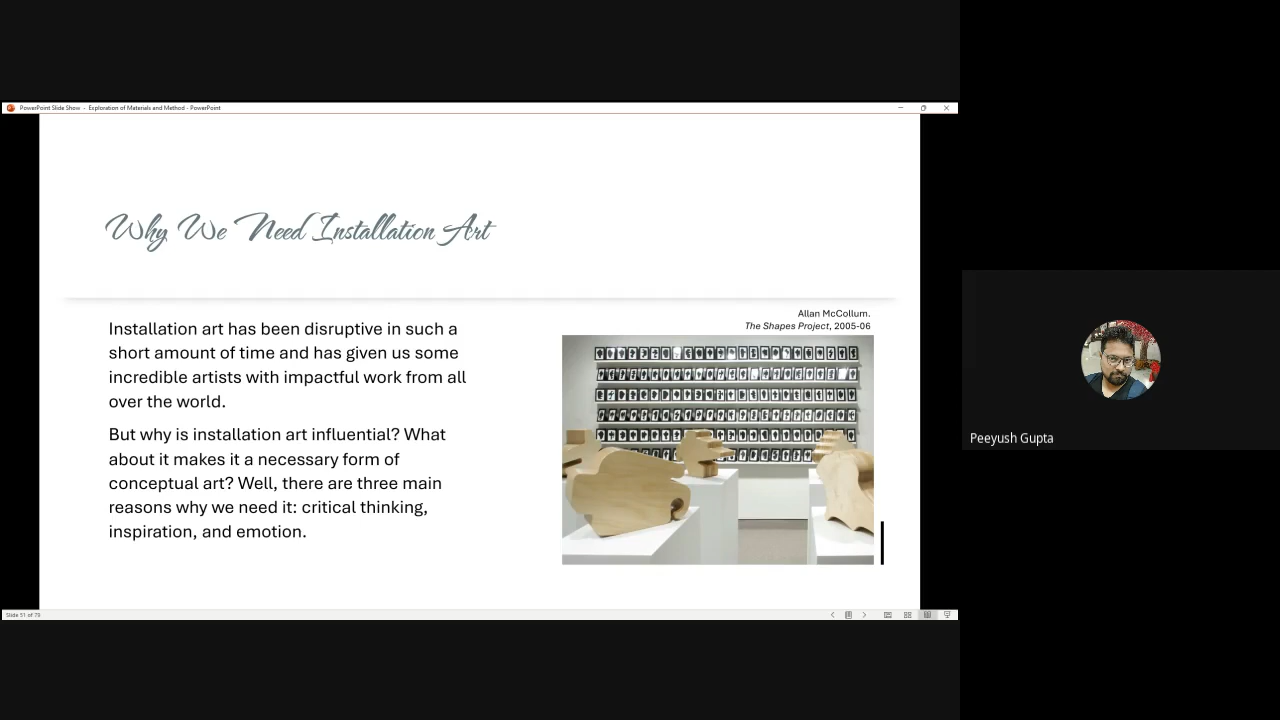 PowerPoint Slide Show - Exploration of Materials and Method - PowerPoint
Why We Need Installation Art
Allan McCollum.
The Shapes Project, 2005-06
Installation art has been disruptive in such a
short amount of time and has given us some
incredible artists with impactful work from all
over the world.
But why is installation art influential? What
about it makes it a necessary form of
conceptual art? Well, there are three main
reasons why we need it: critical thinking,
inspiration, and emotion.
Peeyush Gupta
Slide 51 of 79